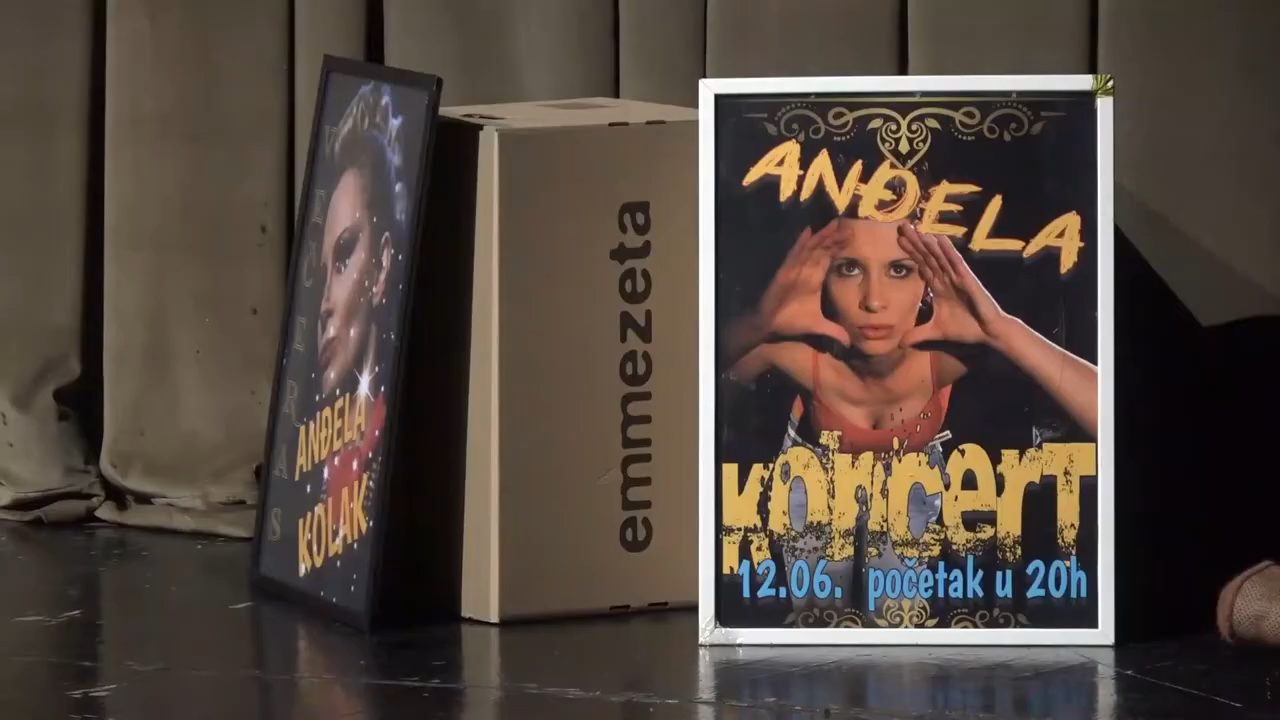 ANĐELA
KOLAK
emmezeta
ANĐELA
koncert
12.06. početak u 20h